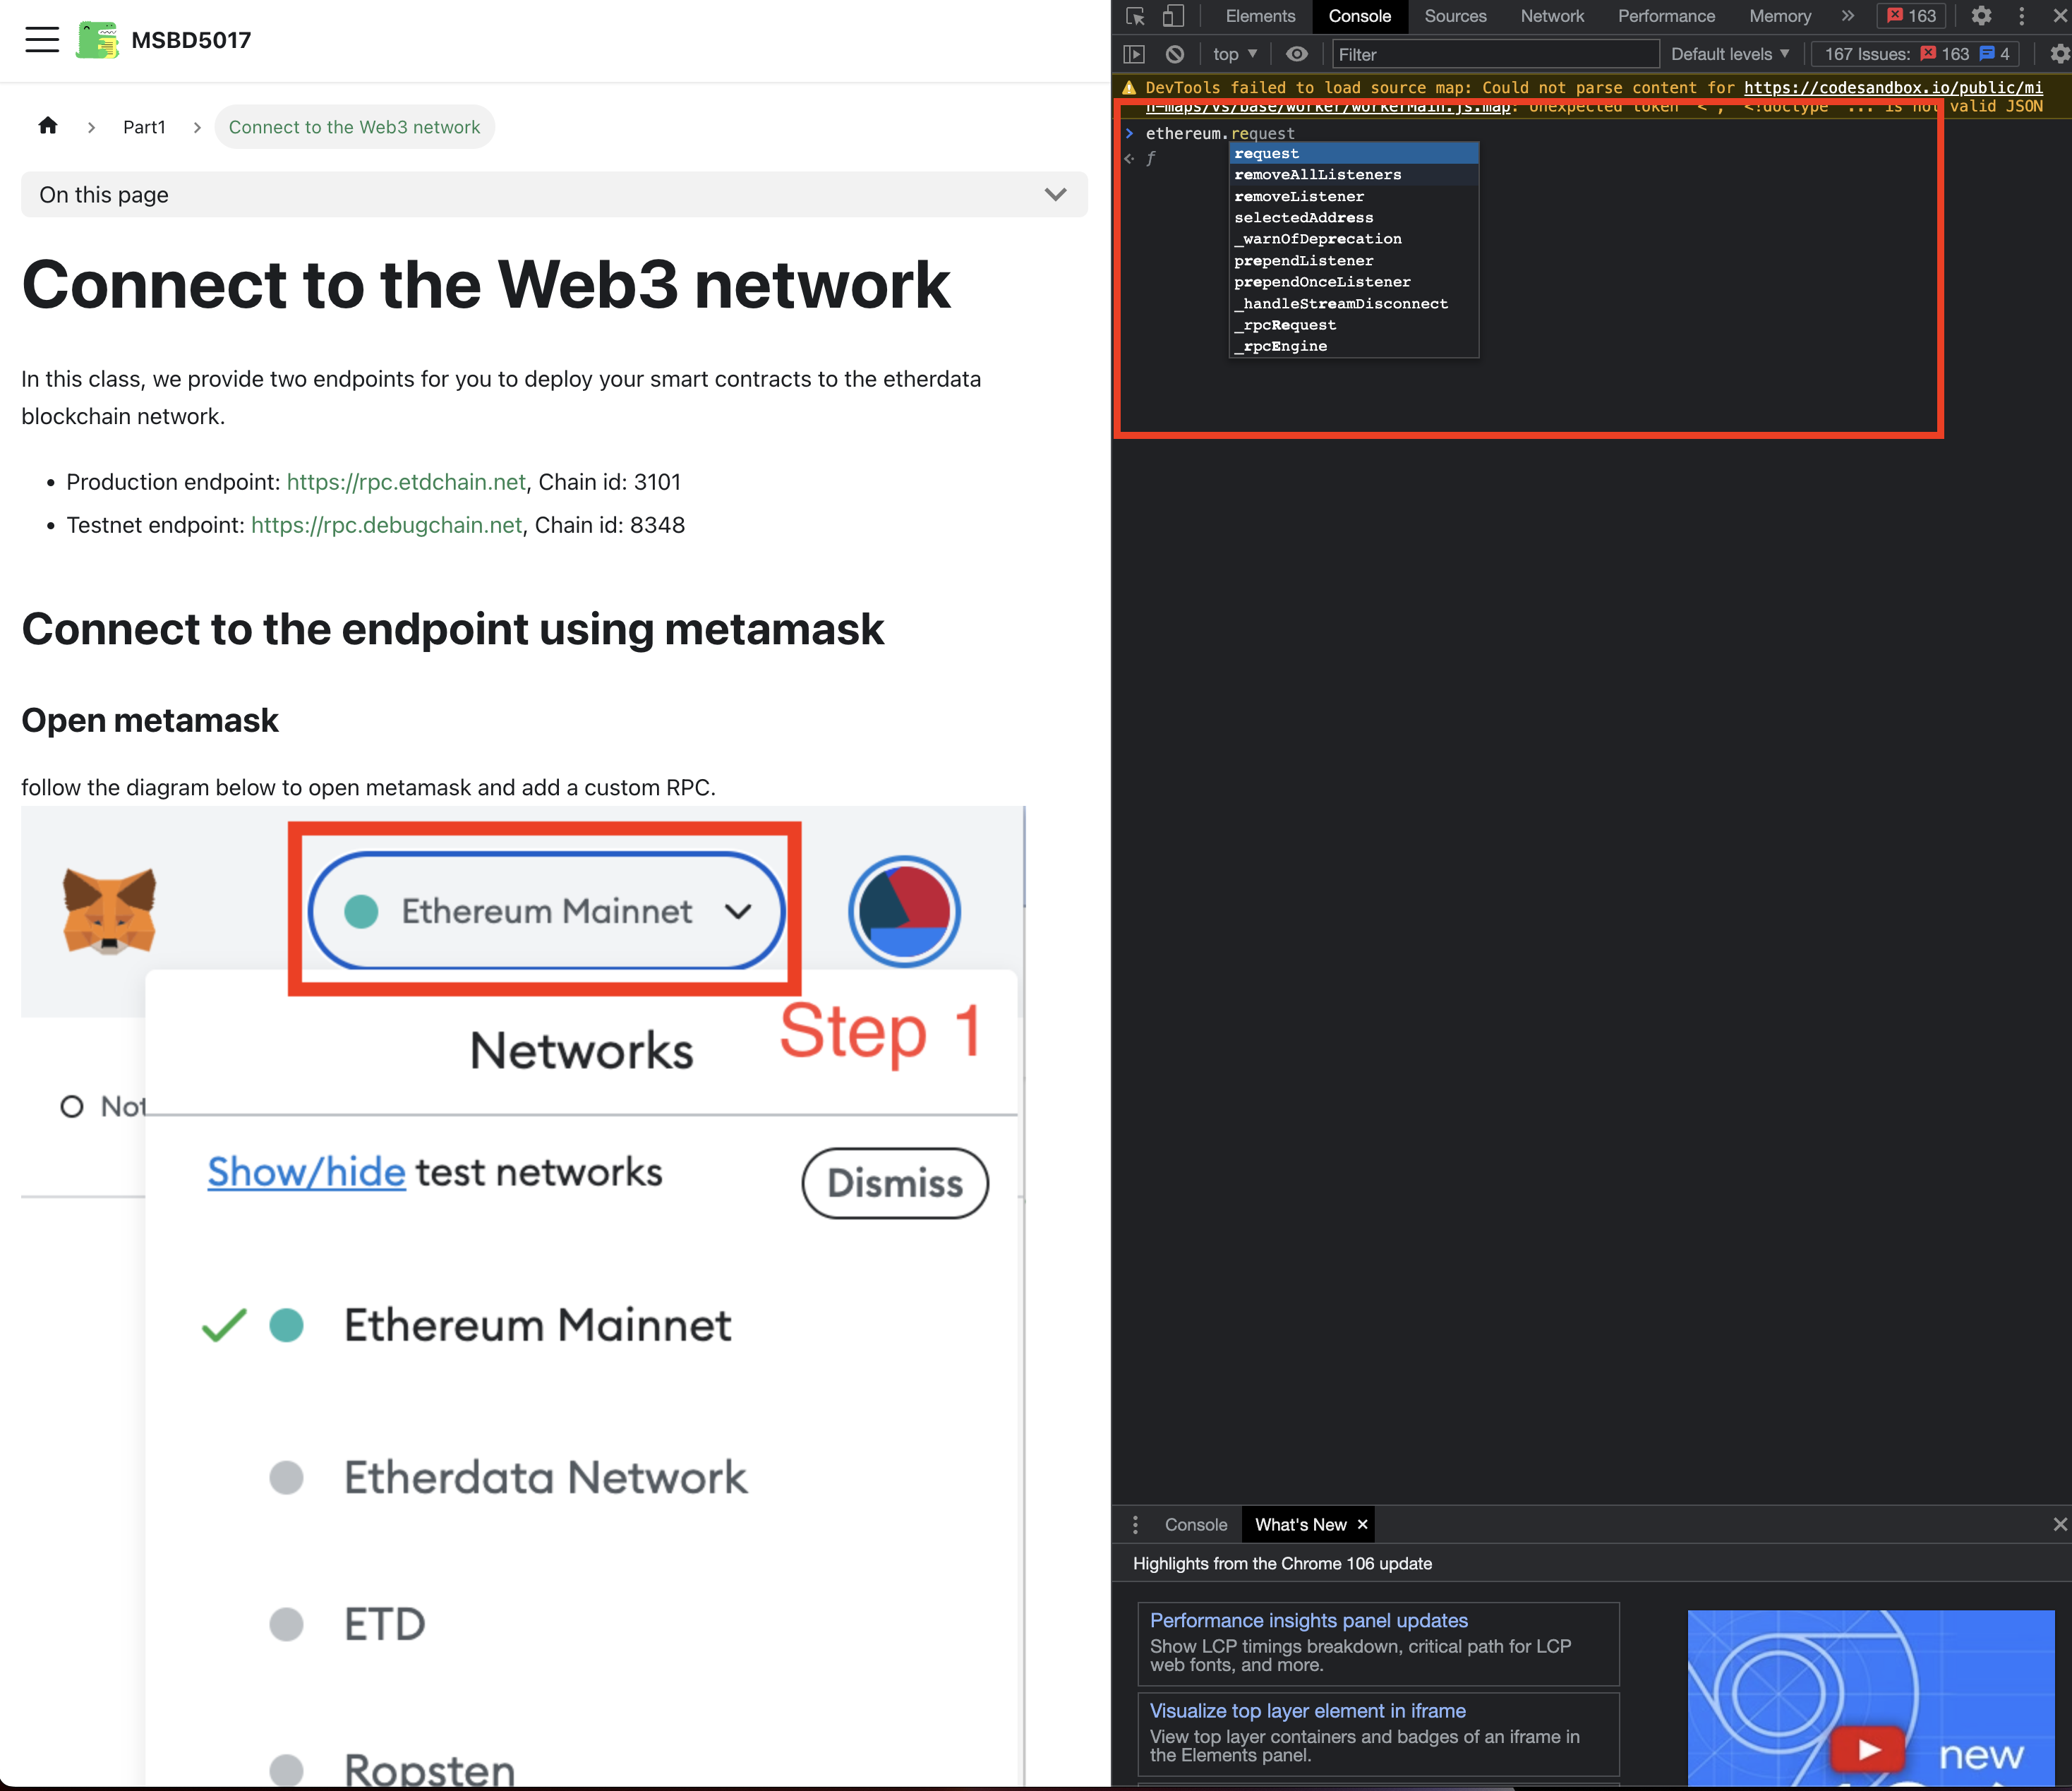 MSBD5017
Part1
Connect to the Web3 network
On this page
Connect to the Web3 network
In this class, we provide two endpoints for you to deploy your smart contracts to the etherdata
blockchain network.
Production endpoint: https://rpc.etdchain.net, Chain id: 3101
Testnet endpoint: https://rpc.debugchain.net, Chain id: 8348
Connect to the endpoint using metamask
Open metamask
follow the diagram below to open metamask and add a custom RPC.
Ethereum Mainnet
Step 1
Networks
Not
Show/hide test networks
Dismiss
Ethereum Mainnet
Etherdata Network
ETD
Ropsten
Elements Console Sources Network Performance Memory 163
top Filter Default levels 167 Issues: 163 4
DevTools failed to load source map: Could not parse content for https://codesandbox.io/public/mi
n-maps/vs/base/worker/workerMain.js.map: Unexpected token '<', "<!doctype "... is not valid JSON
ethereum.request
f
request
removeAllListeners
removeListener
selectedAddress
_warnOfDeprecation
prependListener
prependOnceListener
_handleStreamDisconnect
_rpcRequest
_rpcEngine
Console What's New
Highlights from the Chrome 106 update
Performance insights panel updates
Show LCP timings breakdown, critical path for LCP
web fonts, and more.
Visualize top layer element in iframe
View top layer containers and badges of an iframe in
the Elements panel.
new